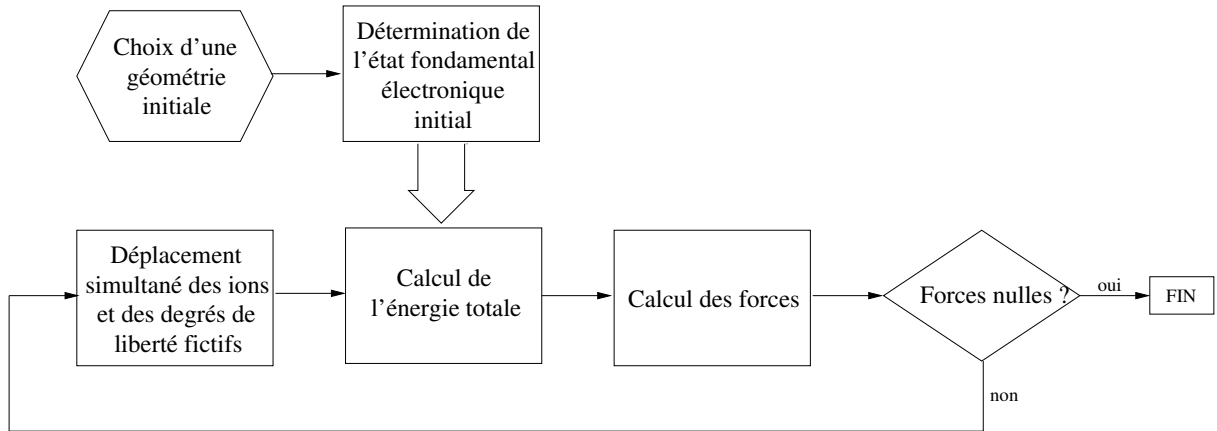 Choix d'une
géométrie
initiale
Détermination de
l'état fondamental
électronique
initial
Déplacement
simultané des ions
et des degrés de
liberté fictifs
Calcul de
l'énergie totale
Calcul des forces
Forces nulles ?
oui
FIN
non